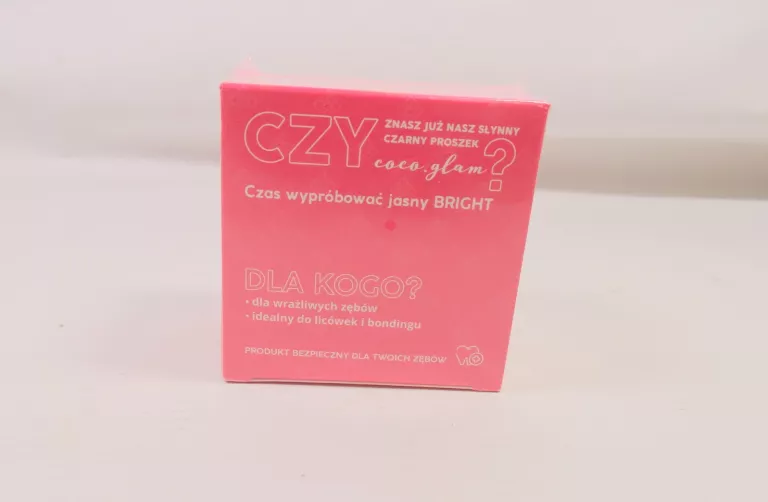 CZY ZNASZ JUŻ NASZ SŁYNNY
CZARNY PROSZEK
coco.glam?
Czas wypróbować jasny BRIGHT
DLA KOGO?
• dla wrażliwych zębów
• idealny do licówek i bondingu
PRODUKT BEZPIECZNY DLA TWOICH ZĘBÓW